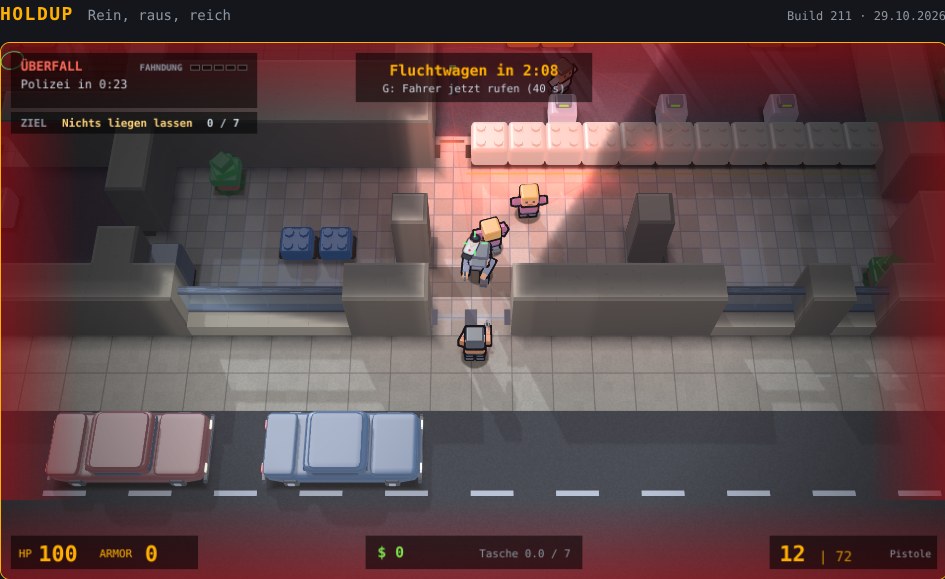 HOLDUP Rein, raus, reich
Build 211 · 29.10.2026
ÜBERFALL FAHNDUNG
Polizei in 0:23
ZIEL Nichts liegen lassen 0 / 7
Fluchtwagen in 2:08
G: Fahrer jetzt rufen (40 s)
HP 100 ARMOR 0
$ 0 Tasche 0.0 / 7
12 | 72 Pistole